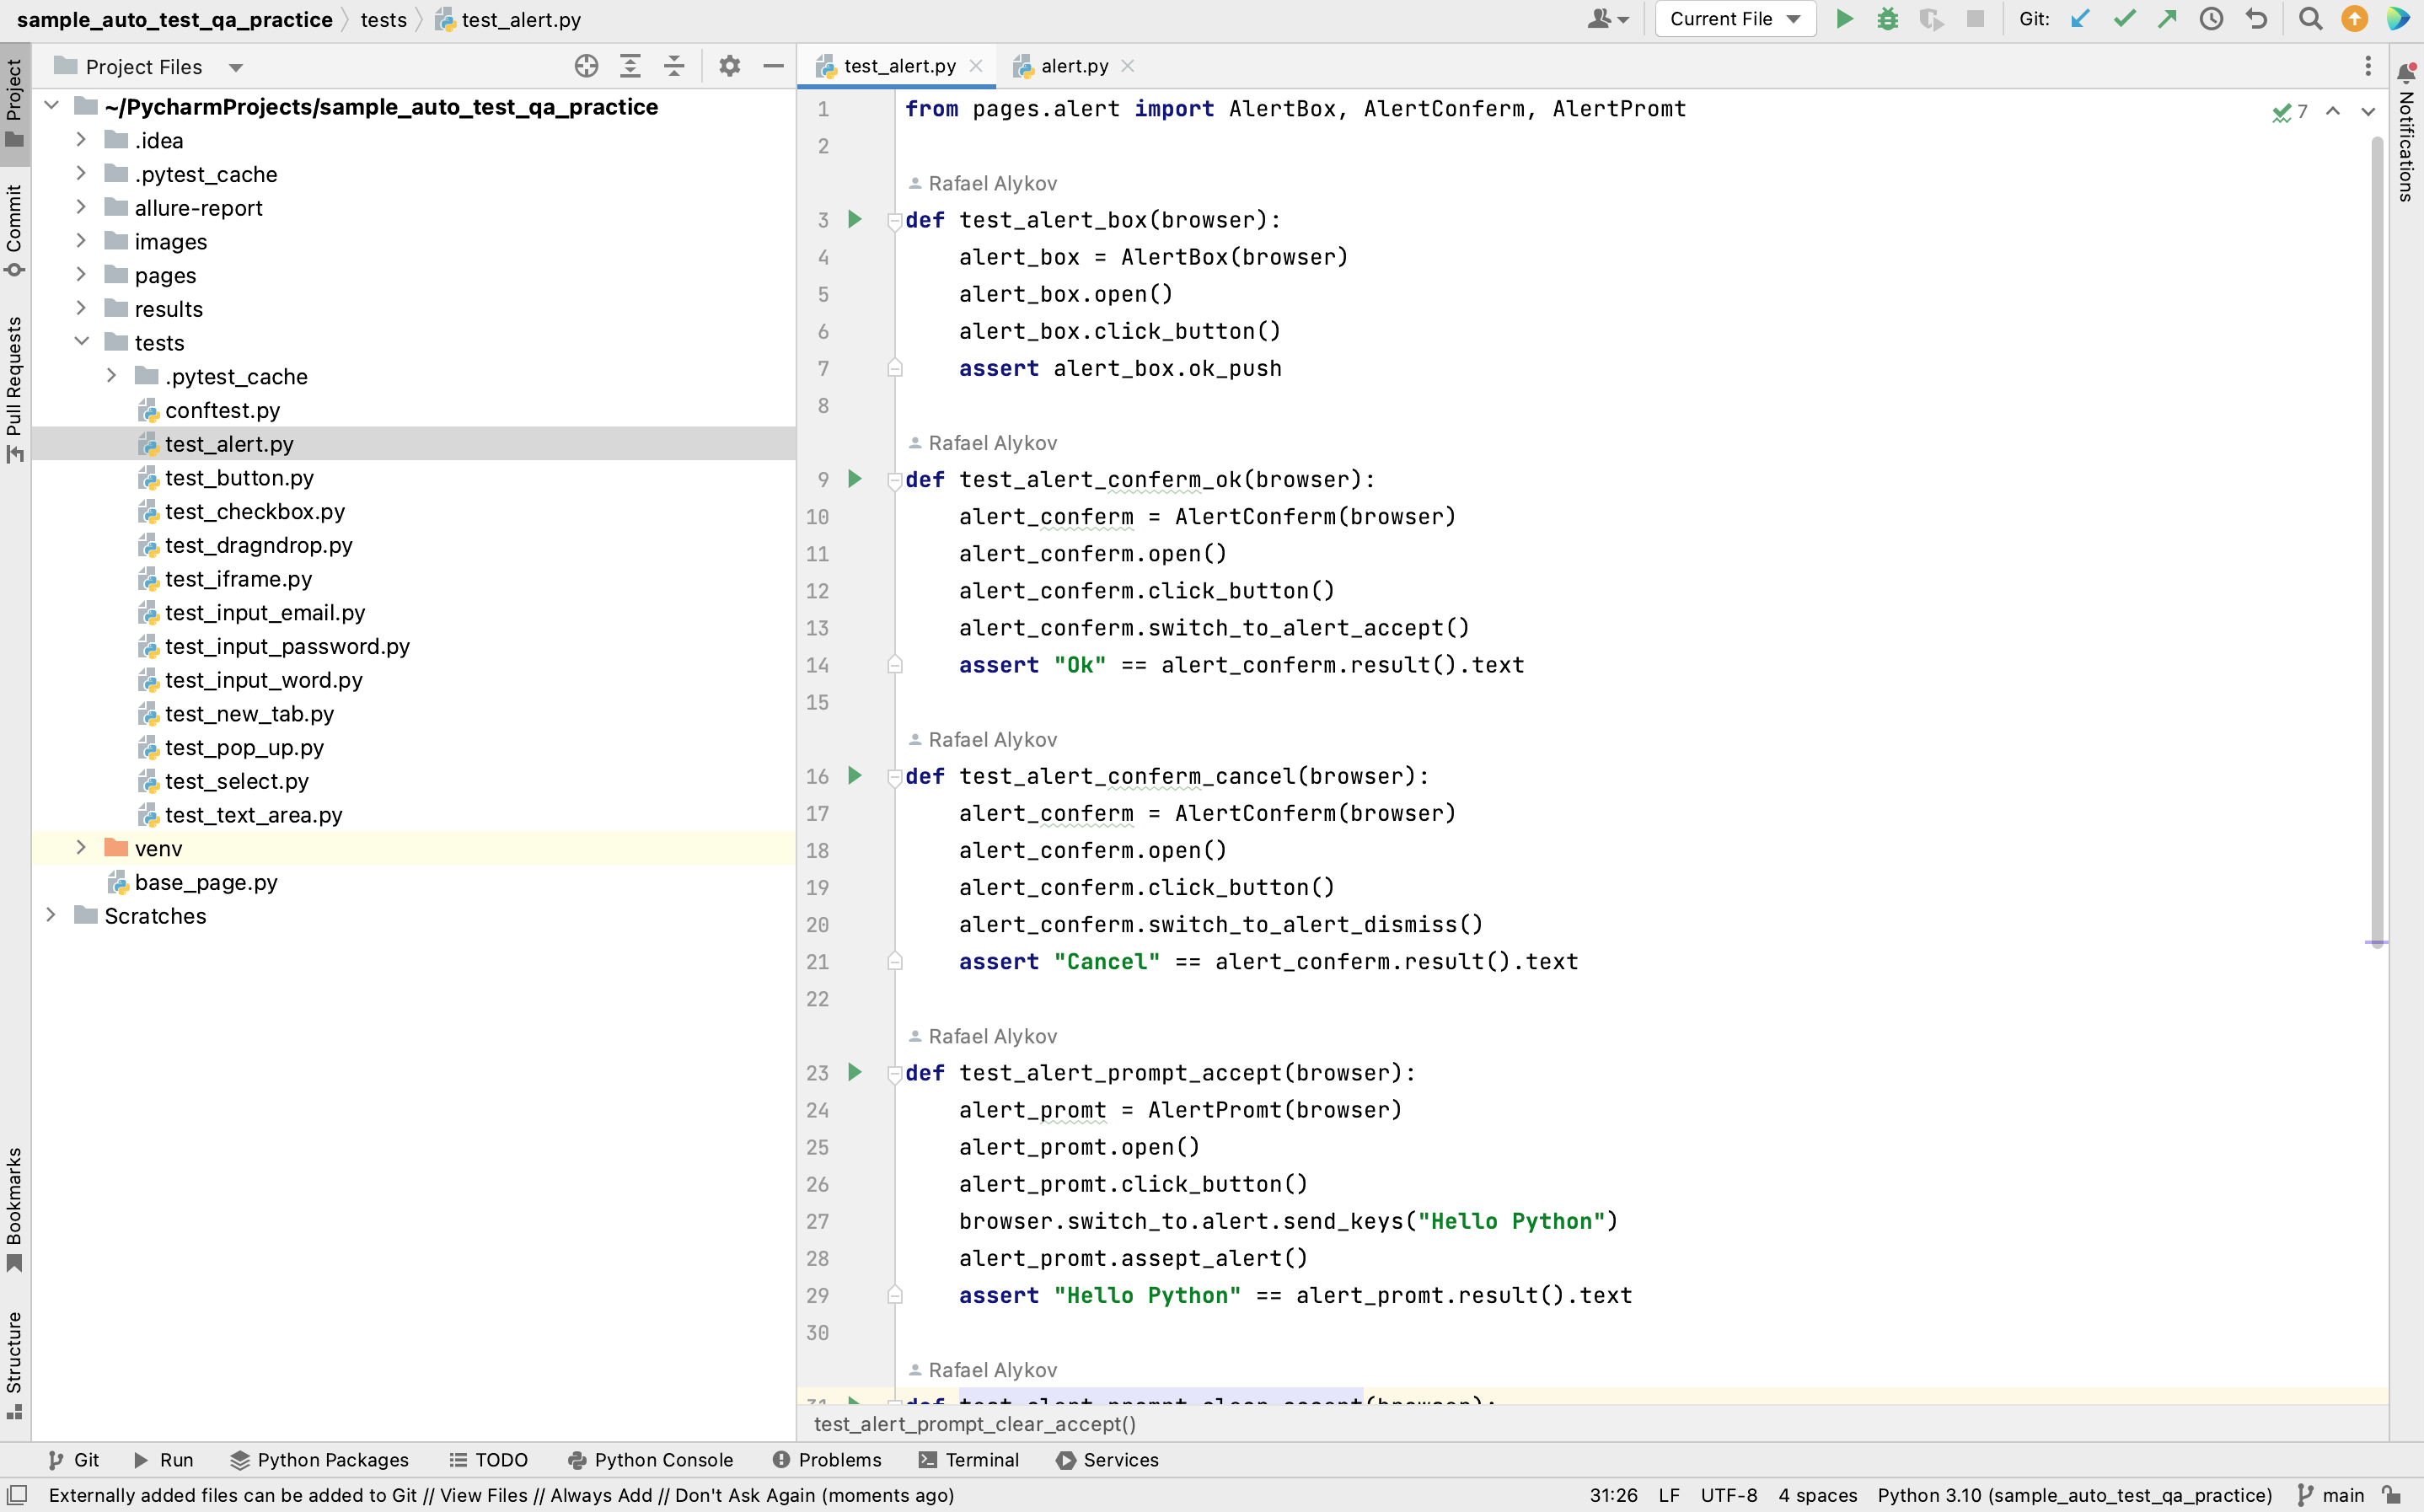 sample_auto_test_qa_practice tests test_alert.py
Current File Git:
Project Files
~/PycharmProjects/sample_auto_test_qa_practice
.idea
.pytest_cache
allure-report
images
pages
results
tests
.pytest_cache
conftest.py
test_alert.py
test_button.py
test_checkbox.py
test_dragndrop.py
test_iframe.py
test_input_email.py
test_input_password.py
test_input_word.py
test_new_tab.py
test_pop_up.py
test_select.py
test_text_area.py
venv
base_page.py
Scratches
Project
Commit
Pull Requests
Bookmarks
Structure
test_alert.py alert.py
7
1 from pages.alert import AlertBox, AlertConferm, AlertPromt
2
Rafael Alykov
3 def test_alert_box(browser):
4 alert_box = AlertBox(browser)
5 alert_box.open()
6 alert_box.click_button()
7 assert alert_box.ok_push
8
Rafael Alykov
9 def test_alert_conferm_ok(browser):
10 alert_conferm = AlertConferm(browser)
11 alert_conferm.open()
12 alert_conferm.click_button()
13 alert_conferm.switch_to_alert_accept()
14 assert "Ok" == alert_conferm.result().text
15
Rafael Alykov
16 def test_alert_conferm_cancel(browser):
17 alert_conferm = AlertConferm(browser)
18 alert_conferm.open()
19 alert_conferm.click_button()
20 alert_conferm.switch_to_alert_dismiss()
21 assert "Cancel" == alert_conferm.result().text
22
Rafael Alykov
23 def test_alert_prompt_accept(browser):
24 alert_promt = AlertPromt(browser)
25 alert_promt.open()
26 alert_promt.click_button()
27 browser.switch_to.alert.send_keys("Hello Python")
28 alert_promt.assept_alert()
29 assert "Hello Python" == alert_promt.result().text
30
Rafael Alykov
31 def test_alert_prompt_clear_accept(browser):
test_alert_prompt_clear_accept()
Notifications
Git Run Python Packages TODO Python Console Problems Terminal Services
Externally added files can be added to Git // View Files // Always Add // Don't Ask Again (moments ago) 31:26 LF UTF-8 4 spaces Python 3.10 (sample_auto_test_qa_practice) main